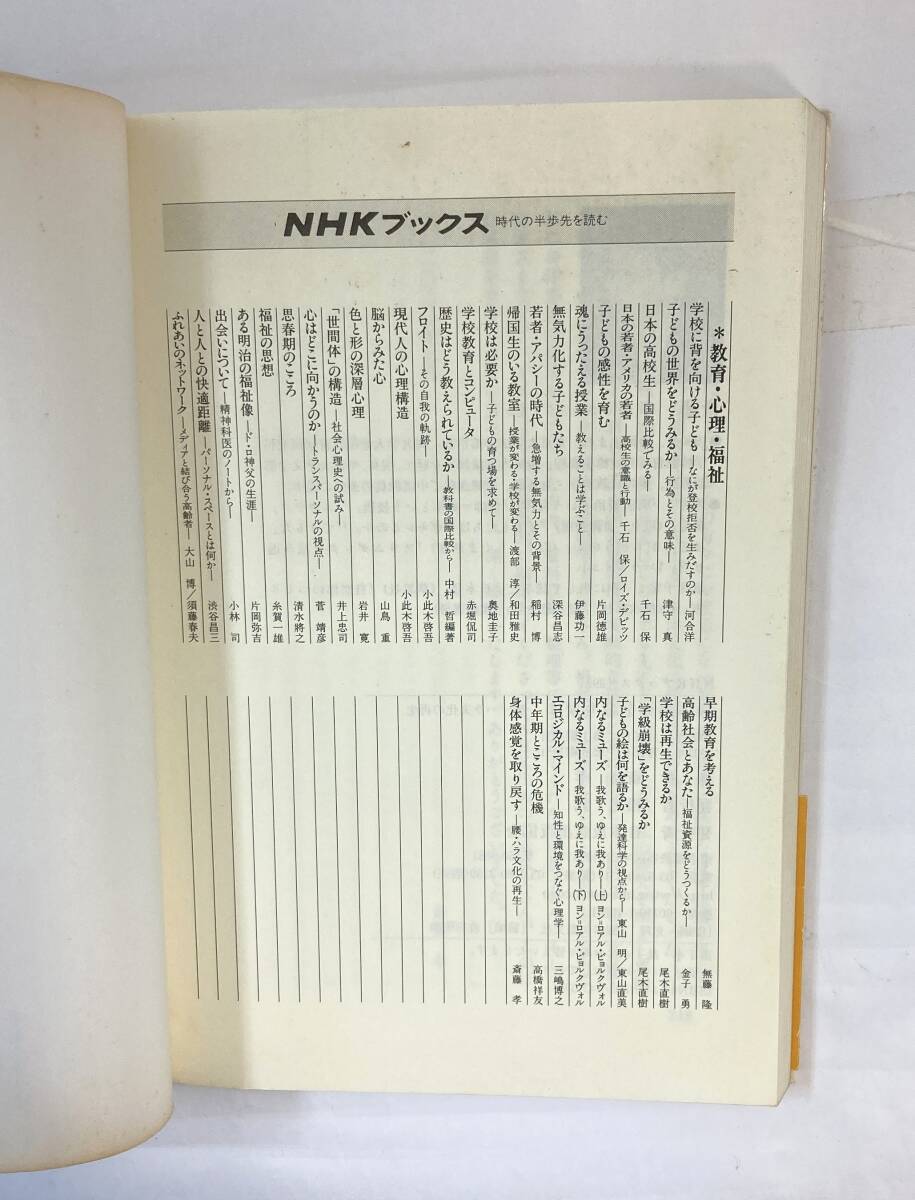 NHKブックス 時代の半歩先を読む
*教育・心理・福祉
学校に背を向ける子ども—なにが登校拒否を生みだすのか— 河合洋
子どもの世界をどうみるか—行為とその意味— 津守 真
日本の高校生—国際比較でみる— 千石 保
日本の若者・アメリカの若者—高校生の意識と行動— 千石 保/ロイズ・デビッツ
子どもの感性を育む 片岡徳雄
魂にうったえる授業—教えることは学ぶこと— 伊藤功一
無気力化する子どもたち 深谷昌志
若者・アパシーの時代—急増する無気力とその背景— 稲村 博
帰国生のいる教室—授業が変わる・学校が変わる— 渡部 淳/和田雅史
学校は必要か—子どもの育つ場を求めて— 奥地圭子
学校教育とコンピュータ 赤堀侃司
歴史はどう教えられているか—教科書の国際比較から— 中村 哲編著
フロイト—その自我の軌跡— 小此木啓吾
現代人の心理構造 小此木啓吾
脳からみた心 山鳥 重
色と形の深層心理 岩井 寛
「世間体」の構造—社会心理史への試み— 井上忠司
心はどこに向かうのか—トランスパーソナルの視点— 菅 靖彦
思春期のこころ 清水將之
福祉の思想 糸賀一雄
ある明治の福祉像—ド・ロ神父の生涯— 片岡弥吉
出会いについて—精神科医のノートから— 小林 司
人と人との快適距離—パーソナル・スペースとは何か— 渋谷昌三
ふれあいのネットワーク—メディアと結び合う高齢者— 大山 博/須藤春夫
早期教育を考える 無藤 隆
高齢社会とあなた—福祉資源をどうつくるか— 金子 勇
学校は再生できるか 尾木直樹
「学級崩壊」をどうみるか 尾木直樹
子どもの絵は何を語るか—発達科学の視点から— 東山 明/東山直美
内なるミューズ—我歌う、ゆえに我あり—(上) ヨン=ロアル・ビョルクヴォル
内なるミューズ—我歌う、ゆえに我あり—(下) ヨン=ロアル・ビョルクヴォル
エコロジカル・マインド—知性と環境をつなぐ心理学— 三嶋博之
中年期とこころの危機 高橋祥友
身体感覚を取り戻す—腰・ハラ文化の再生— 斎藤 孝